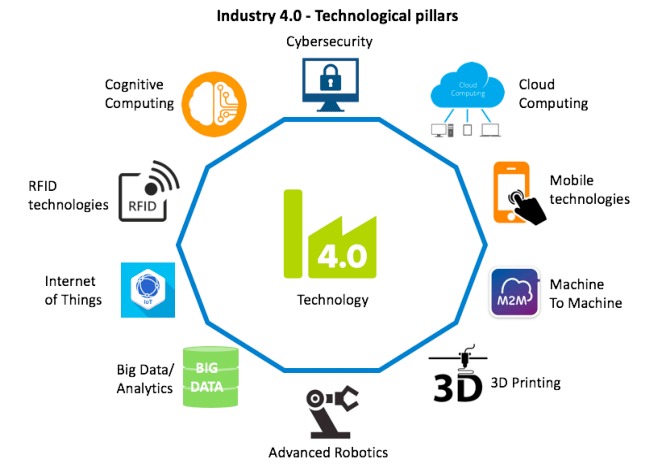 Industry 4.0 - Technological pillars
Cybersecurity
Cognitive
Computing
Cloud
Computing
Cloud
Computing
RFID
technologies
RFID
Mobile
technologies
4.0
Technology
Internet
of Things
IoT
M2M
Machine
To Machine
Big Data/
Analytics
BIG
DATA
3D
3D Printing
Advanced Robotics